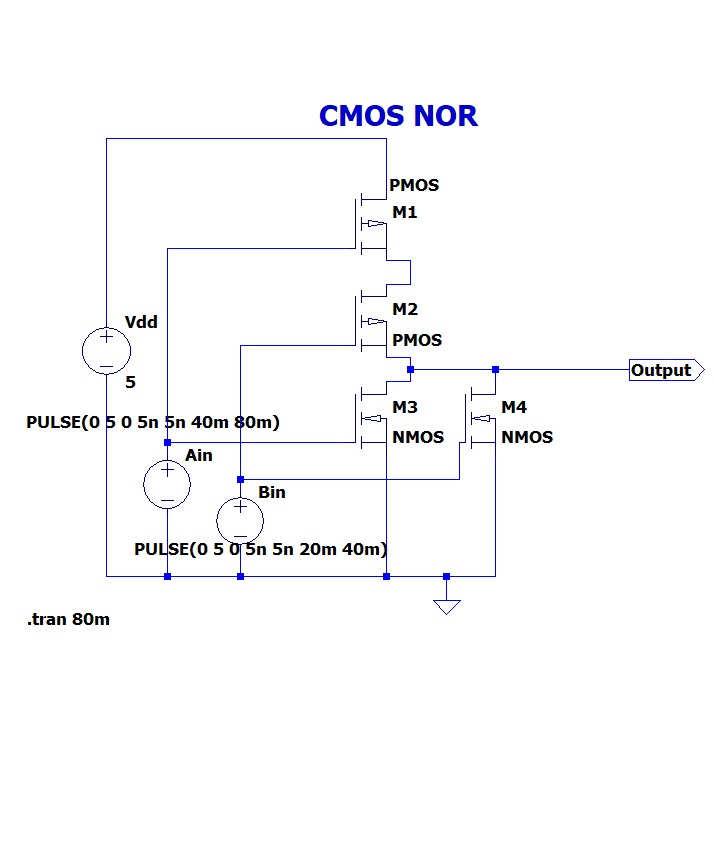 CMOS NOR
PMOS
M1
M2
PMOS
Vdd
5
Output
M3
NMOS
M4
NMOS
PULSE(0 5 0 5n 5n 40m 80m)
Ain
Bin
PULSE(0 5 0 5n 5n 20m 40m)
.tran 80m